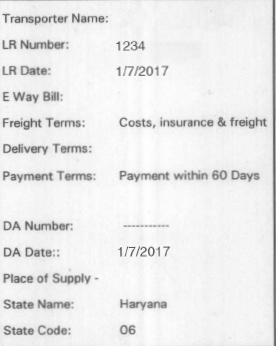 Transporter Name:
LR Number: 1234
LR Date: 1/7/2017
E Way Bill:
Freight Terms: Costs, insurance & freight
Delivery Terms:
Payment Terms: Payment within 60 Days
DA Number: -----------
DA Date:: 1/7/2017
Place of Supply -
State Name: Haryana
State Code: 06